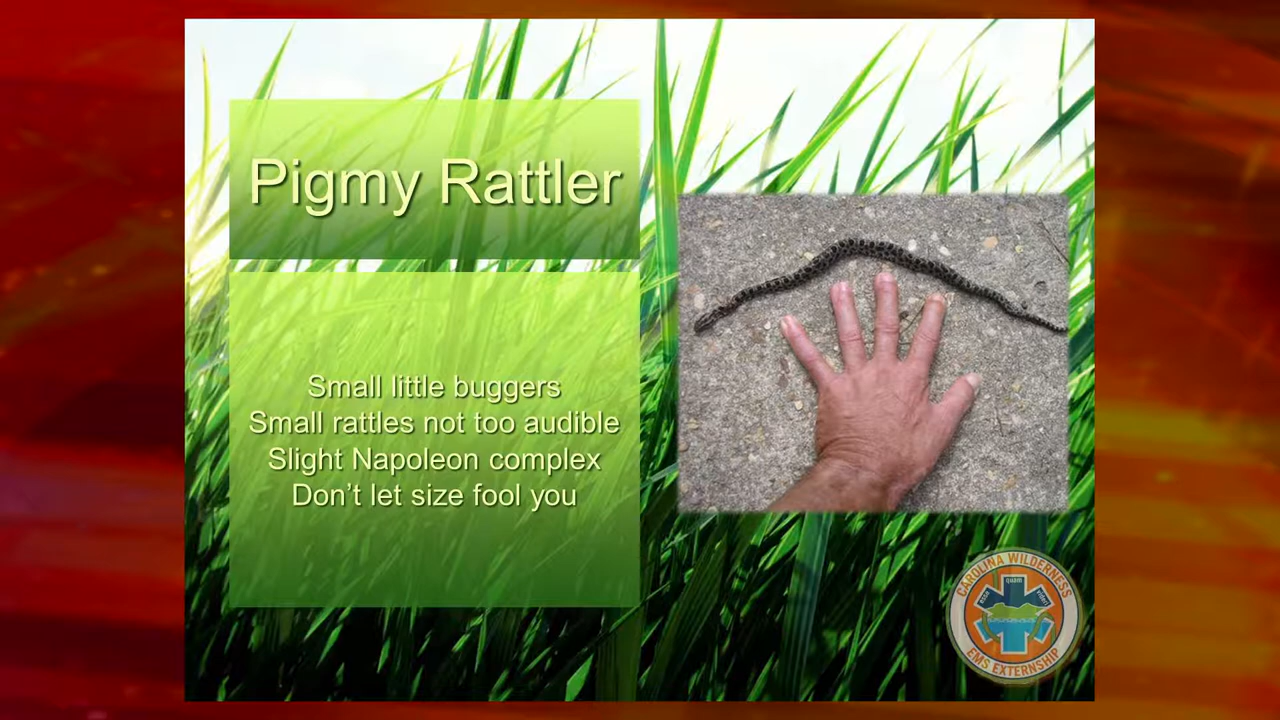 Pigmy Rattler
Small little buggers
Small rattles not too audible
Slight Napoleon complex
Don’t let size fool you
CAROLINA WILDERNESS
quam
EMS EXTERNSHIP